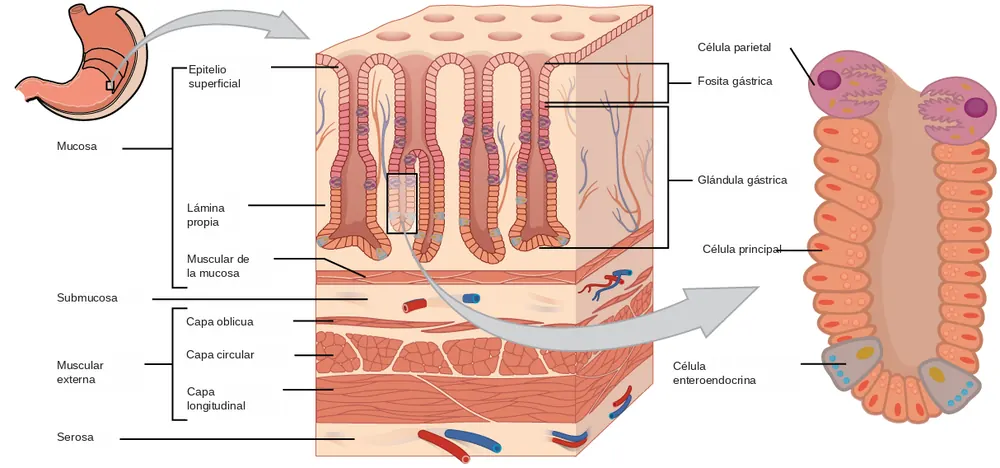 Epitelio
superficial
Mucosa
Lámina
propia
Muscular de
la mucosa
Submucosa
Capa oblicua
Capa circular
Muscular
externa
Capa
longitudinal
Serosa
Célula parietal
Fosita gástrica
Glándula gástrica
Célula principal
Célula
enteroendocrina